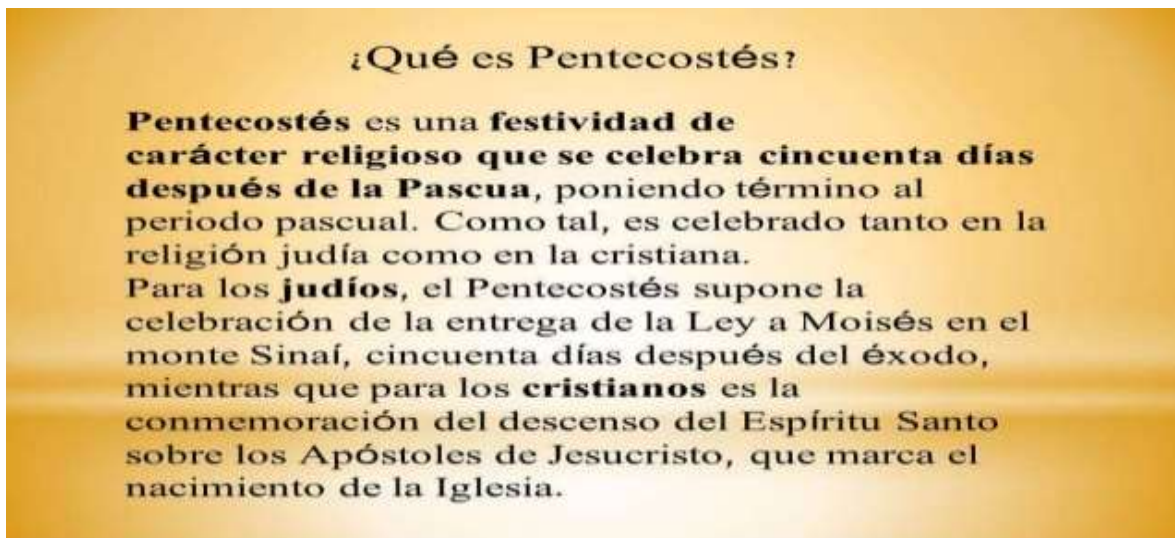 ¿Qué es Pentecostés?
Pentecostés es una festividad de
carácter religioso que se celebra cincuenta días
después de la Pascua, poniendo término al
periodo pascual. Como tal, es celebrado tanto en la
religión judía como en la cristiana.
Para los judíos, el Pentecostés supone la
celebración de la entrega de la Ley a Moisés en el
monte Sinaí, cincuenta días después del éxodo,
mientras que para los cristianos es la
conmemoración del descenso del Espíritu Santo
sobre los Apóstoles de Jesucristo, que marca el
nacimiento de la Iglesia.